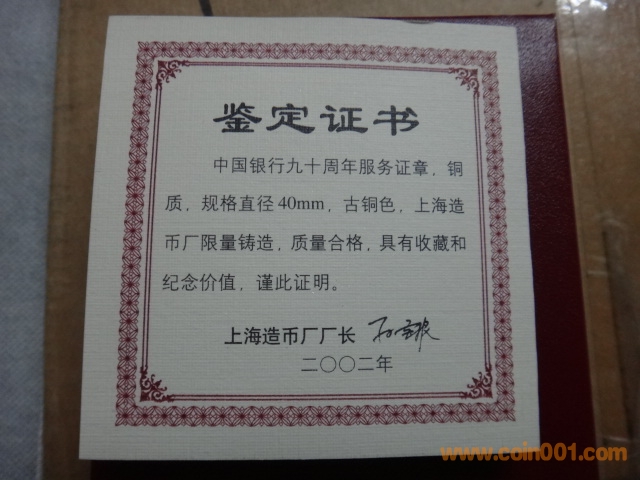 鉴定证书
中国银行九十周年服务证章，铜
质，规格直径40mm，古铜色，上海造
币厂限量铸造，质量合格，具有收藏和
纪念价值，谨此证明。
上海造币厂厂长
二〇〇二年
www.coin001.com